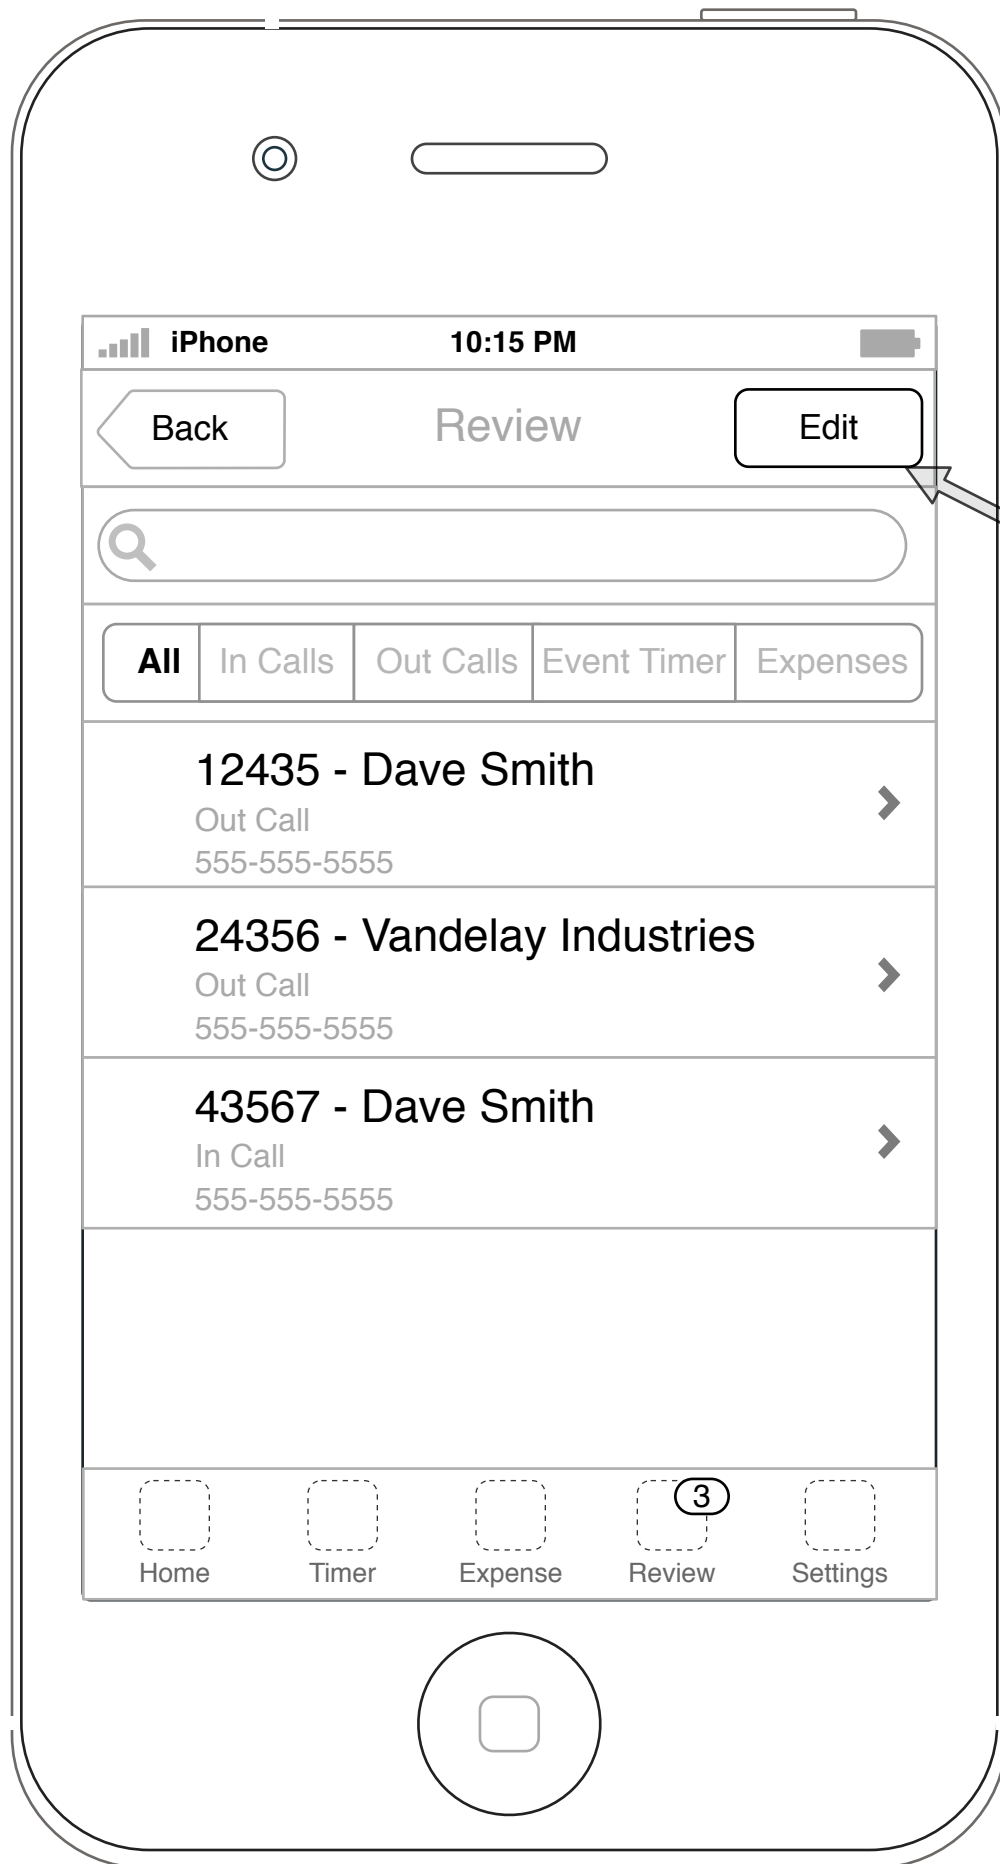 iPhone 10:15 PM
Back Review Edit
All In Calls Out Calls Event Timer Expenses
12435 - Dave Smith
Out Call
555-555-5555
24356 - Vandelay Industries
Out Call
555-555-5555
43567 - Dave Smith
In Call
555-555-5555
3
Home Timer Expense Review Settings